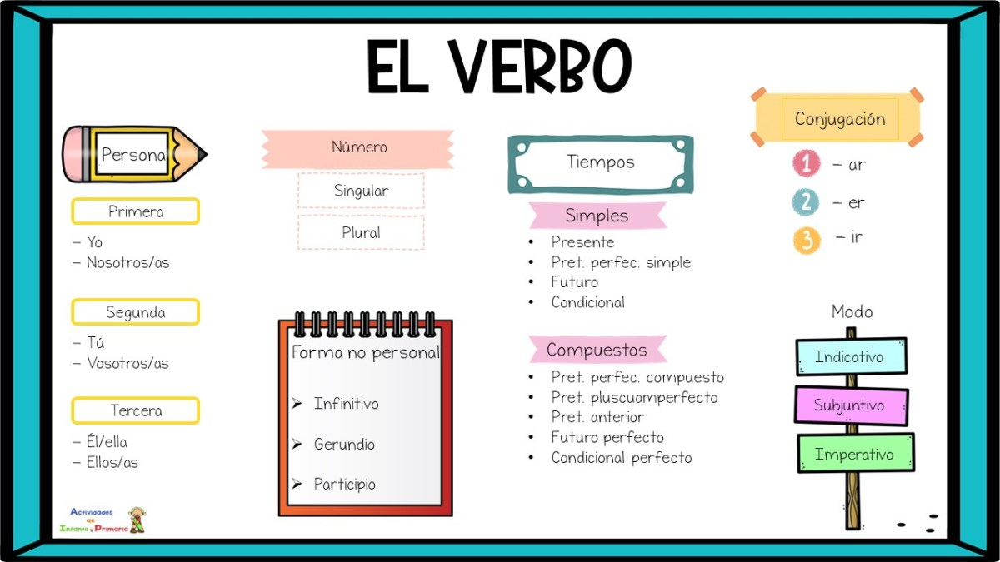 EL VERBO
Persona
Primera
– Yo
– Nosotros/as
Segunda
– Tú
– Vosotros/as
Tercera
– Él/ella
– Ellos/as
Número
Singular
Plural
Forma no personal
➢ Infinitivo
➢ Gerundio
➢ Participio
Tiempos
Simples
• Presente
• Pret. perfec. simple
• Futuro
• Condicional
Compuestos
• Pret. perfec. compuesto
• Pret. pluscuamperfecto
• Pret. anterior
• Futuro perfecto
• Condicional perfecto
Conjugación
1 – ar
2 – er
3 – ir
Modo
Indicativo
Subjuntivo
Imperativo
Actividades
de
Infantil y Primaria